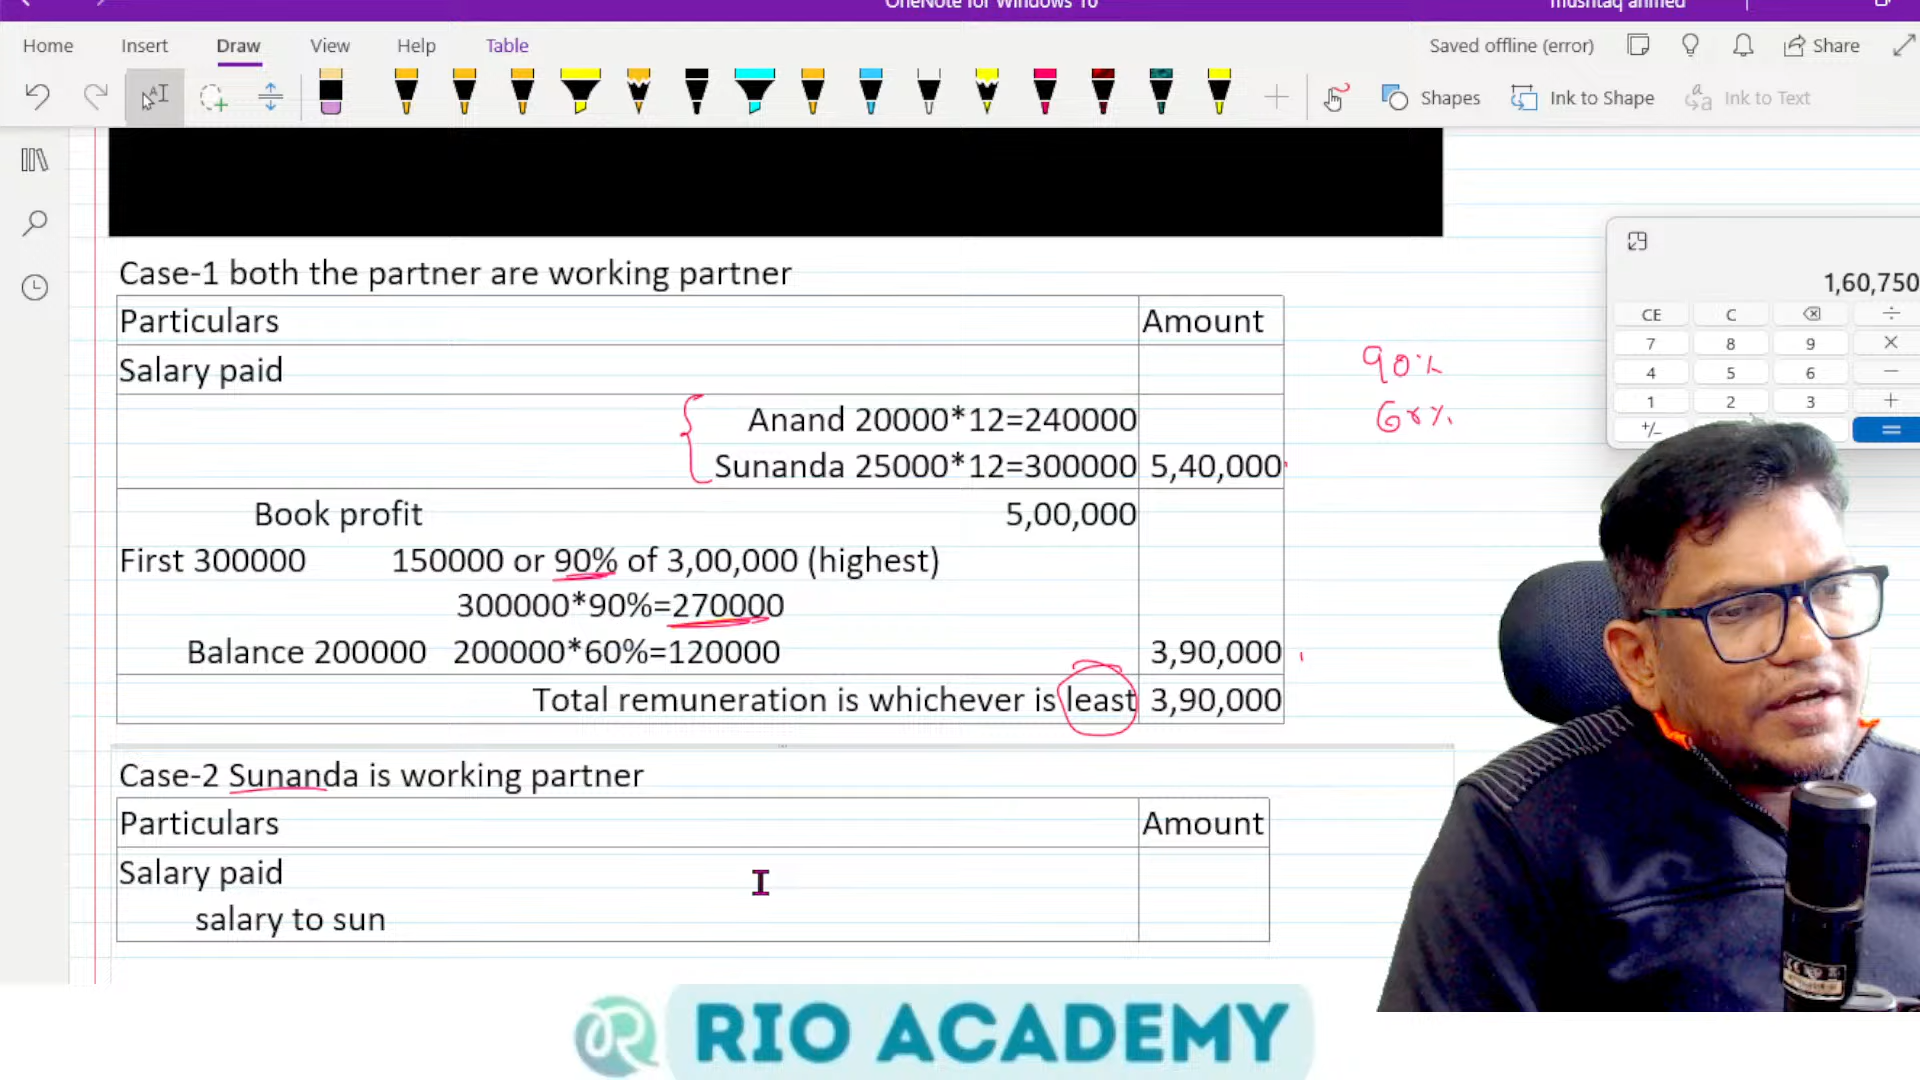 OneNote for Windows 10
mushtaq ahmed
Home Insert Draw View Help Table
Saved offline (error) Share
Shapes Ink to Shape Ink to Text
Case-1 both the partner are working partner
Particulars Amount
Salary paid
Anand 20000*12=240000
Sunanda 25000*12=300000 5,40,000
Book profit 5,00,000
First 300000 150000 or 90% of 3,00,000 (highest)
300000*90%=270000
Balance 200000 200000*60%=120000 3,90,000
Total remuneration is whichever is least 3,90,000
90%
60%
1,60,750
CE C ⌫ ÷
7 8 9 ×
4 5 6 −
1 2 3 +
+/− =
Case-2 Sunanda is working partner
Particulars Amount
Salary paid
salary to sun
RIO ACADEMY